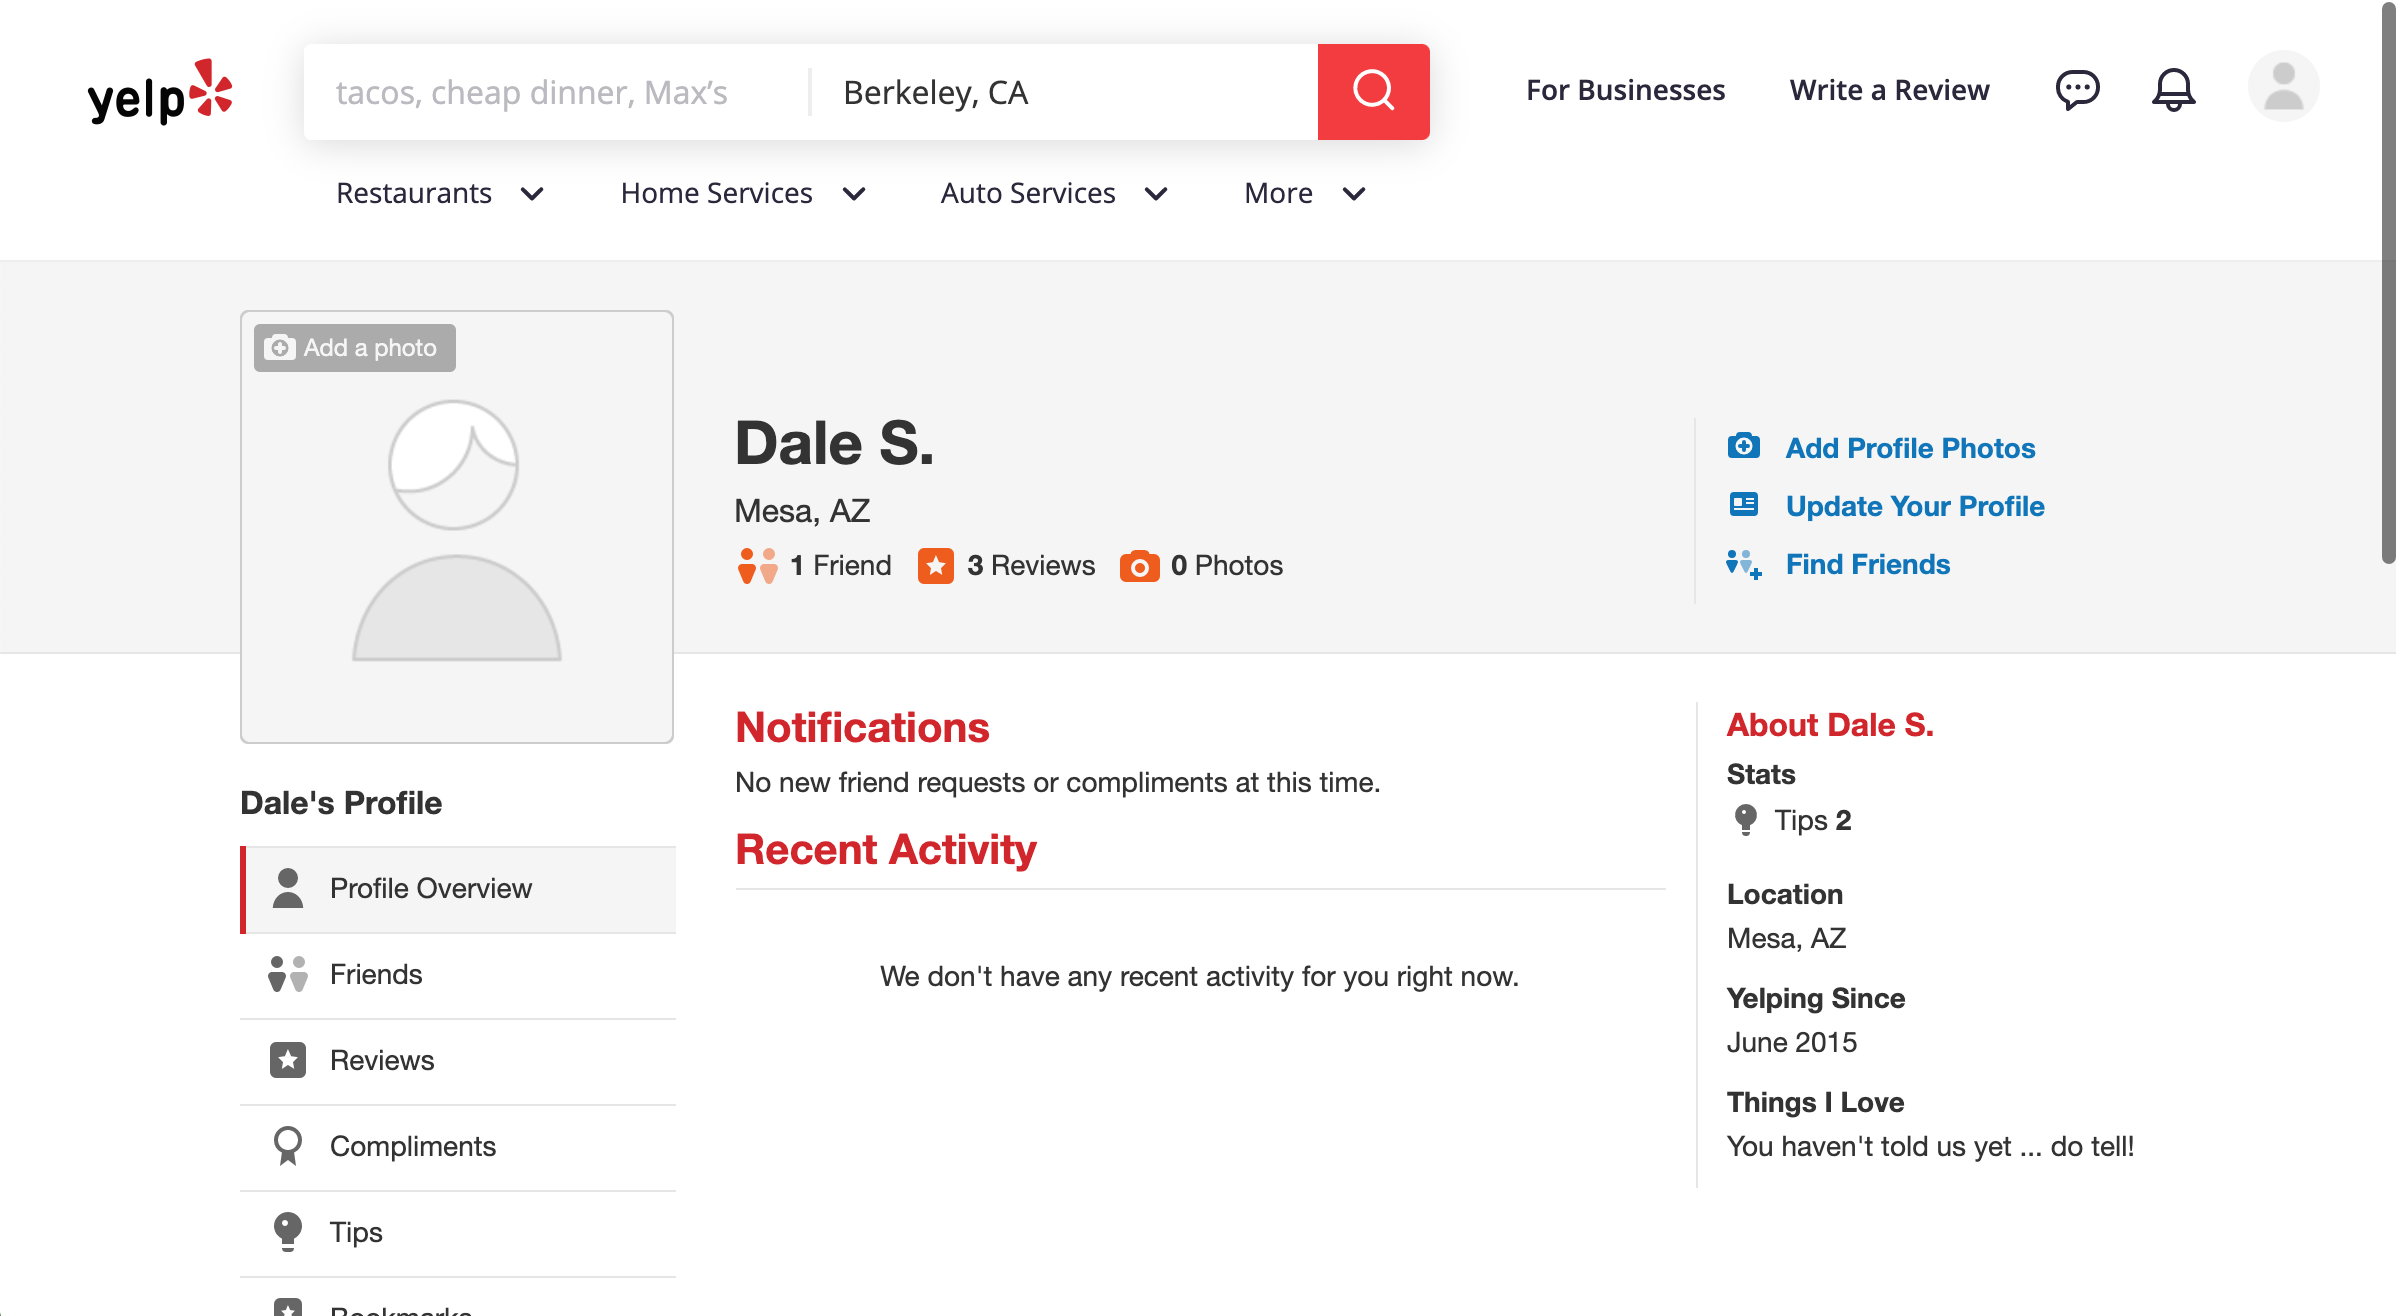 yelp
tacos, cheap dinner, Max’s
Berkeley, CA
For Businesses
Write a Review
Restaurants
Home Services
Auto Services
More
Add a photo
Dale S.
Mesa, AZ
1 Friend 3 Reviews 0 Photos
Add Profile Photos
Update Your Profile
Find Friends
Dale's Profile
Profile Overview
Friends
Reviews
Compliments
Tips
Bookmarks
Notifications
No new friend requests or compliments at this time.
Recent Activity
We don't have any recent activity for you right now.
About Dale S.
Stats
Tips 2
Location
Mesa, AZ
Yelping Since
June 2015
Things I Love
You haven't told us yet ... do tell!